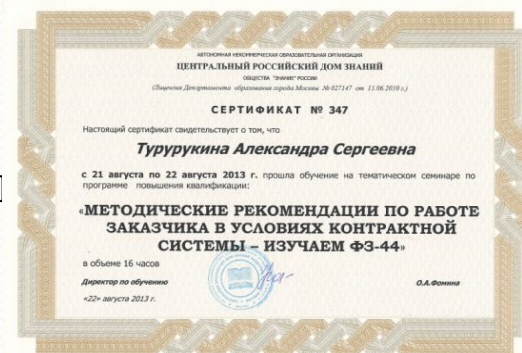 АВТОНОМНАЯ НЕКОММЕРЧЕСКАЯ ОБРАЗОВАТЕЛЬНАЯ ОРГАНИЗАЦИЯ
ЦЕНТРАЛЬНЫЙ РОССИЙСКИЙ ДОМ ЗНАНИЙ
ОБЩЕСТВА "ЗНАНИЕ" РОССИИ
(Лицензия Департамента образования города Москвы № 027147 от 15.06.2010 г.)
СЕРТИФИКАТ № 347
Настоящий сертификат свидетельствует о том, что
Турурукина Александра Сергеевна
с 21 августа по 22 августа 2013 г. прошла обучение на тематическом семинаре по
программе повышения квалификации:
«МЕТОДИЧЕСКИЕ РЕКОМЕНДАЦИИ ПО РАБОТЕ
ЗАКАЗЧИКА В УСЛОВИЯХ КОНТРАКТНОЙ
СИСТЕМЫ – ИЗУЧАЕМ ФЗ-44»
в объеме 16 часов
Директор по обучению
О.А.Фомина
«22» августа 2013 г.